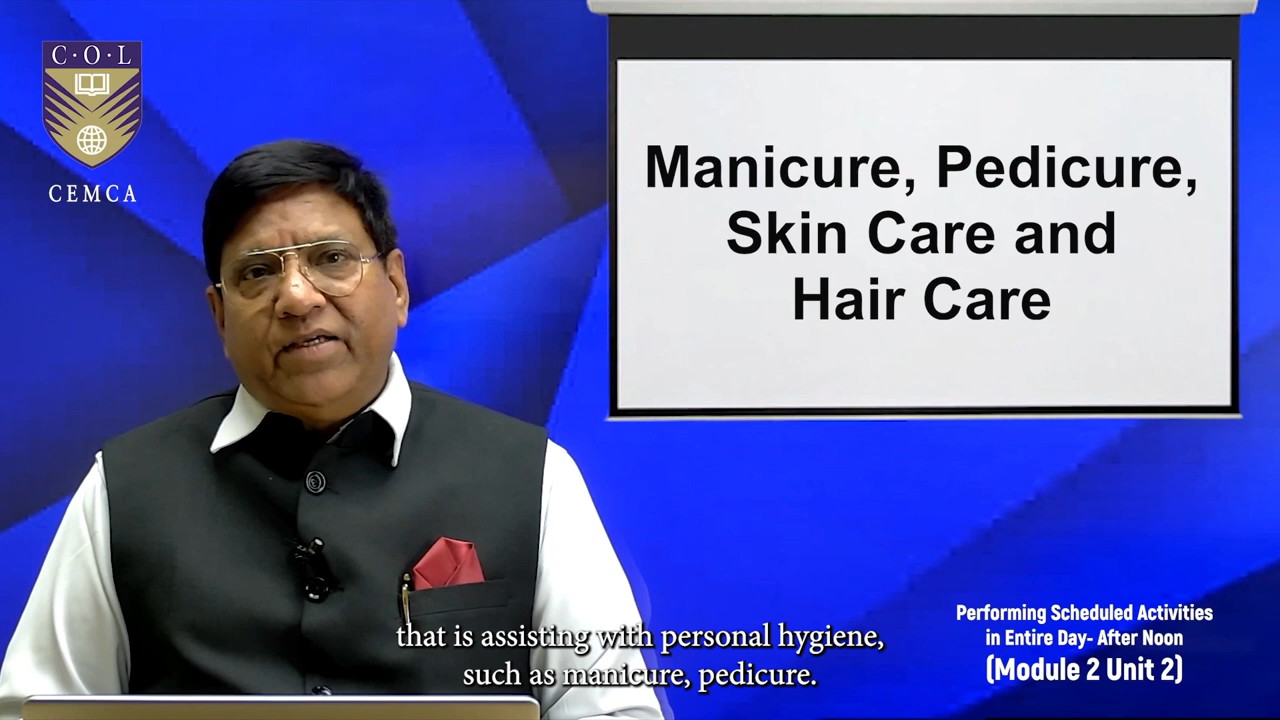 C·O·L
CEMCA
Manicure, Pedicure,
Skin Care and
Hair Care
that is assisting with personal hygiene,
such as manicure, pedicure.
Performing Scheduled Activities
in Entire Day- After Noon
(Module 2 Unit 2)